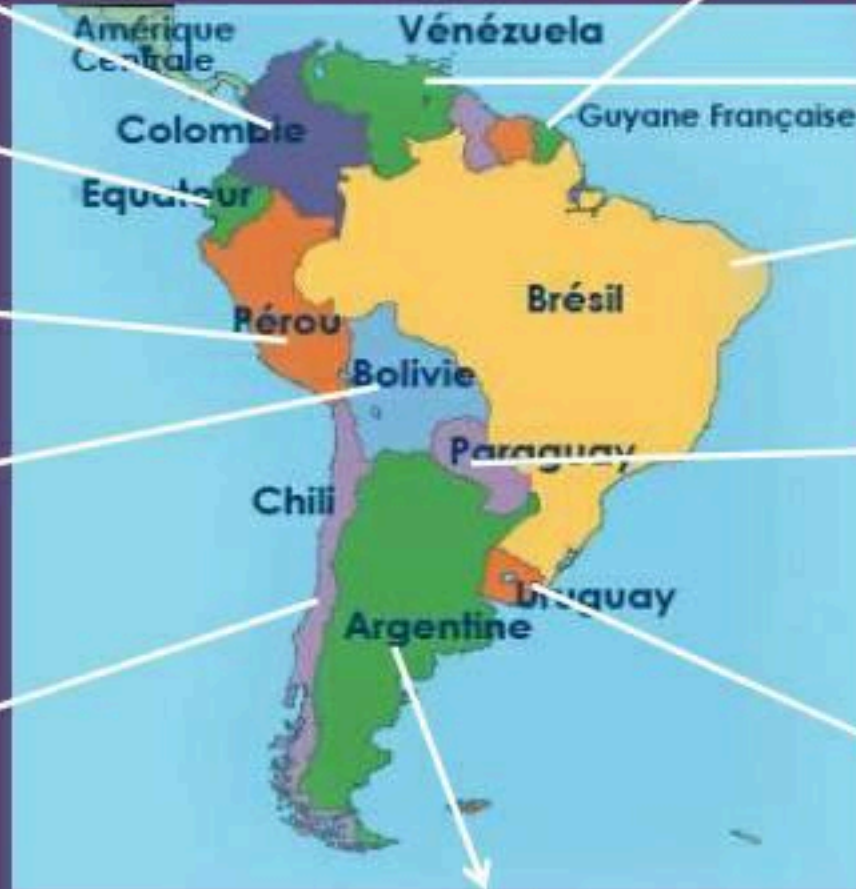 Amérique
Centrale
Vénézuela
Guyane Française
Colombie
Equateur
Brésil
Pérou
Bolivie
Paraguay
Chili
Uruguay
Argentine